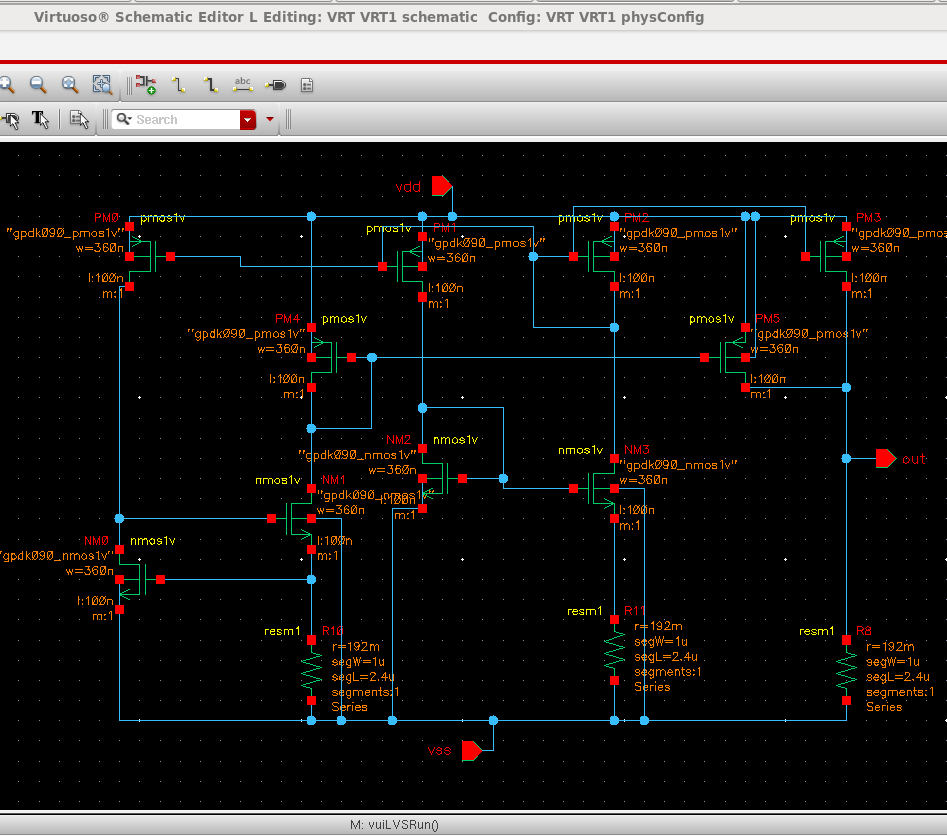 Virtuoso® Schematic Editor L Editing: VRT VRT1 schematic Config: VRT VRT1 physConfig
abc
T
Search
vdd
PM0
pmos1v
"gpdk090_pmos1v"
w=360n
l:100n
m:1
pmos1v
PM1
"gpdk090_pmos1v"
w=360n
l:100n
m:1
pmos1v
PM2
"gpdk090_pmos1v"
w=360n
l:100n
m:1
pmos1v
PM3
"gpdk090_pmos
w=360n
l:100n
m:1
PM4
pmos1v
"gpdk090_pmos1v"
w=360n
l:100n
m:1
pmos1v
PM5
"gpdk090_pmos1v"
w=360n
l:100n
m:1
NM2
nmos1v
"gpdk090_nmos1v"
w=360n
l:100n
m:1
nmos1v
NM3
"gpdk090_nmos1v"
w=360n
l:100n
m:1
out
nmos1v
NM1
"gpdk090_nmos1v"
w=360n
l:100n
m:1
NM0
nmos1v
"gpdk090_nmos1v"
w=360n
l:100n
m:1
resm1
r=192m
segW=1u
segL=2.4u
segments:1
Series
resm1
r=192m
segW=1u
segL=2.4u
segments:1
Series
resm1
R8
r=192m
segW=1u
segL=2.4u
segments:1
Series
M: vuiLVSRun()